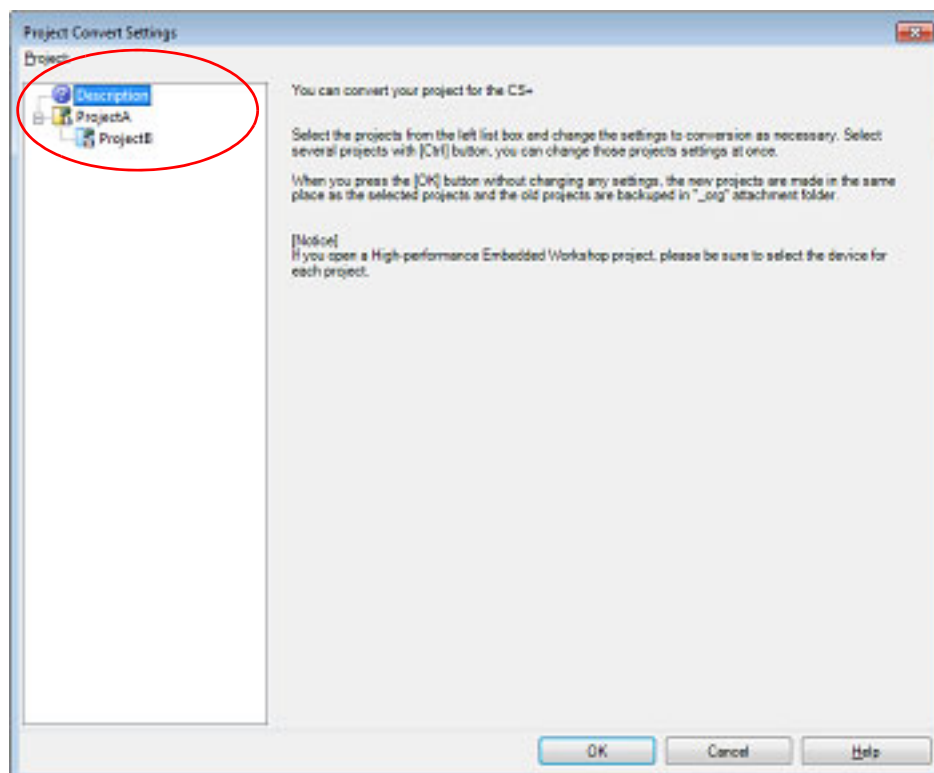 Project Convert Settings
Project:
Description
ProjectA
ProjectB
You can convert your project for the CS+
Select the projects from the left list box and change the settings to conversion as necessary. Select
several projects with [Ctrl] button, you can change those projects settings at once.
When you press the [OK] button without changing any settings, the new projects are made in the same
place as the selected projects and the old projects are backuped in "_org" attachment folder.
[Notice]
If you open a High-performance Embedded Workshop project, please be sure to select the device for
each project.
OK
Cancel
Help